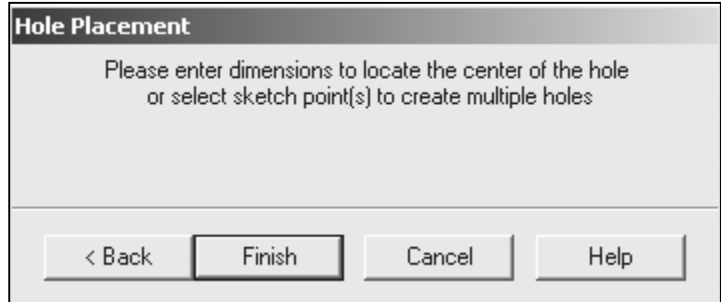 Hole Placement
Please enter dimensions to locate the center of the hole
or select sketch point(s) to create multiple holes
< Back Finish Cancel Help